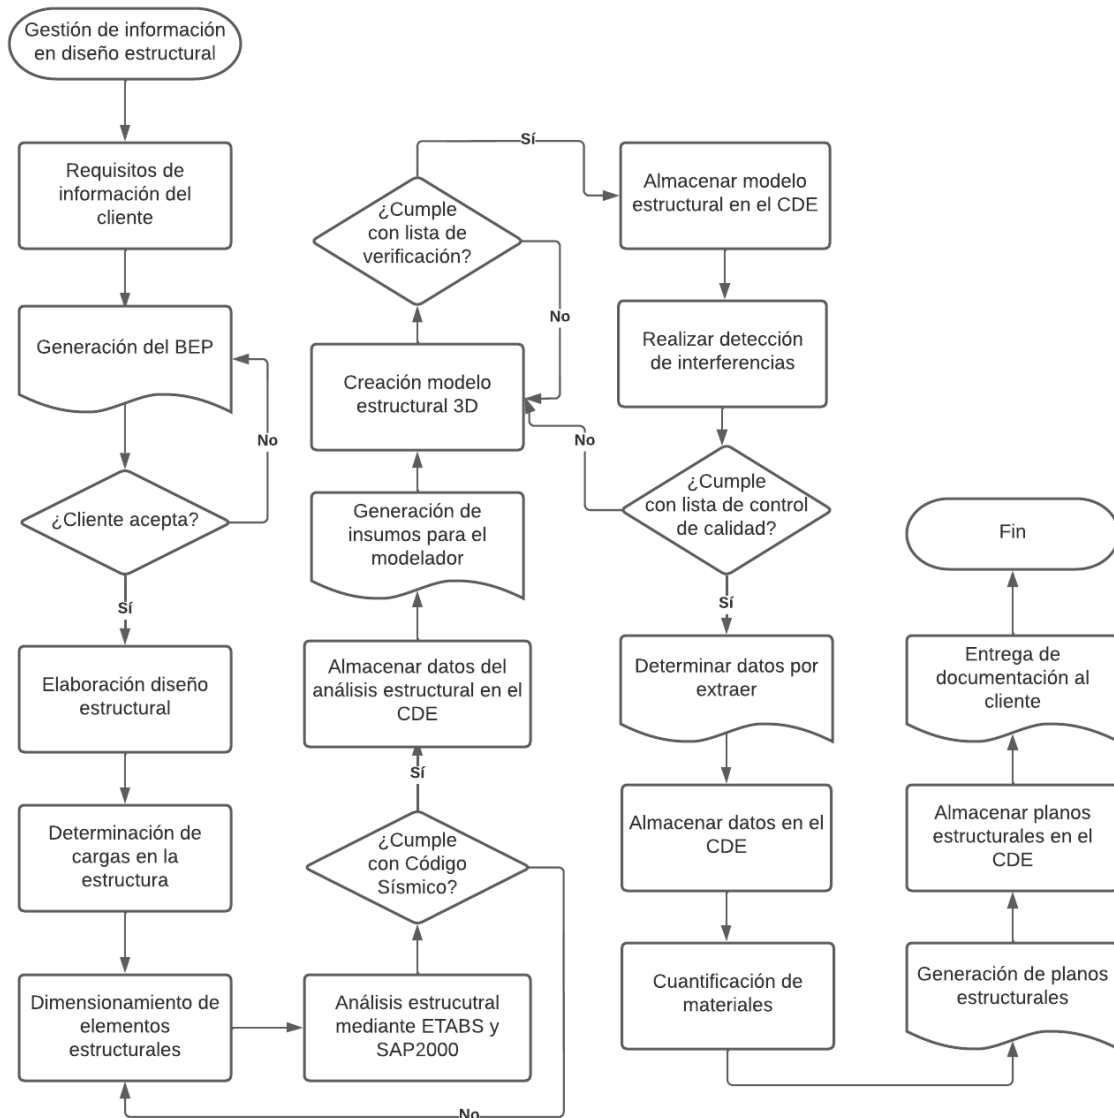 Gestión de información
en diseño estructural
Requisitos de
información del
cliente
Generación del BEP
No
¿Cliente acepta?
Sí
Elaboración diseño
estructural
Determinación de
cargas en la
estructura
Dimensionamiento de
elementos
estructurales
Análisis estrucutral
mediante ETABS y
SAP2000
No
¿Cumple
con Código
Sísmico?
Sí
Almacenar datos del
análisis estructural en el
CDE
Generación de
insumos para el
modelador
Creación modelo
estructural 3D
¿Cumple
con lista de
verificación?
No
Sí
Almacenar modelo
estructural en el CDE
Realizar detección
de interferencias
¿Cumple
con lista de control
de calidad?
No
Sí
Determinar datos por
extraer
Almacenar datos en el
CDE
Cuantificación de
materiales
Generación de planos
estructurales
Almacenar planos
estructurales en el
CDE
Entrega de
documentación al
cliente
Fin